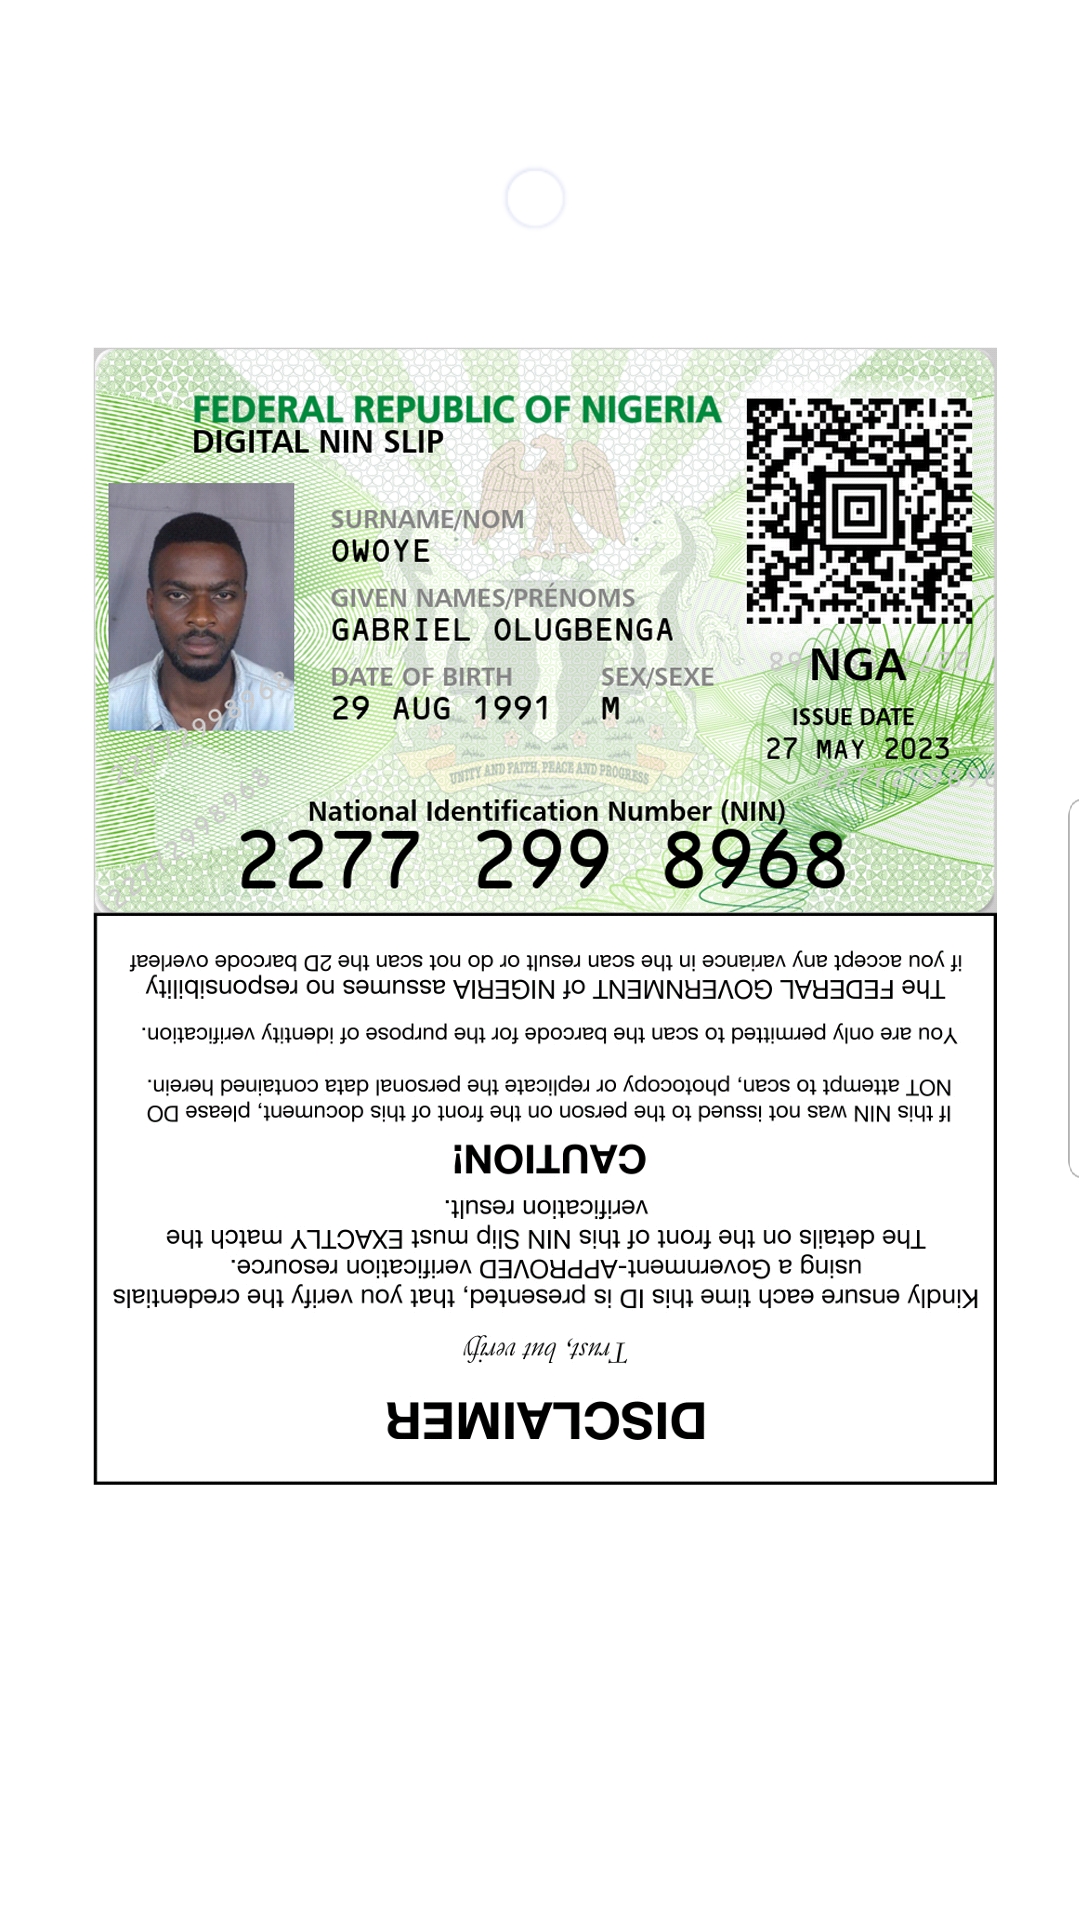 FEDERAL REPUBLIC OF NIGERIA
DIGITAL NIN SLIP
SURNAME/NOM
OWOYE
GIVEN NAMES/PRÉNOMS
GABRIEL OLUGBENGA
DATE OF BIRTH SEX/SEXE
29 AUG 1991 M
NGA
ISSUE DATE
27 MAY 2023
UNITY AND FAITH, PEACE AND PROGRESS
National Identification Number (NIN)
2277 299 8968
DISCLAIMER
Trust, but verify
Kindly ensure each time this ID is presented, that you verify the credentials
using a Government-APPROVED verification resource.
The details on the front of this NIN Slip must EXACTLY match the
verification result.
CAUTION!
If this NIN was not issued to the person on the front of this document, please DO
NOT attempt to scan, photocopy or replicate the personal data contained herein.
You are only permitted to scan the barcode for the purpose of identity verification.
The FEDERAL GOVERNMENT of NIGERIA assumes no responsibility
if you accept any variance in the scan result or do not scan the 2D barcode overleaf